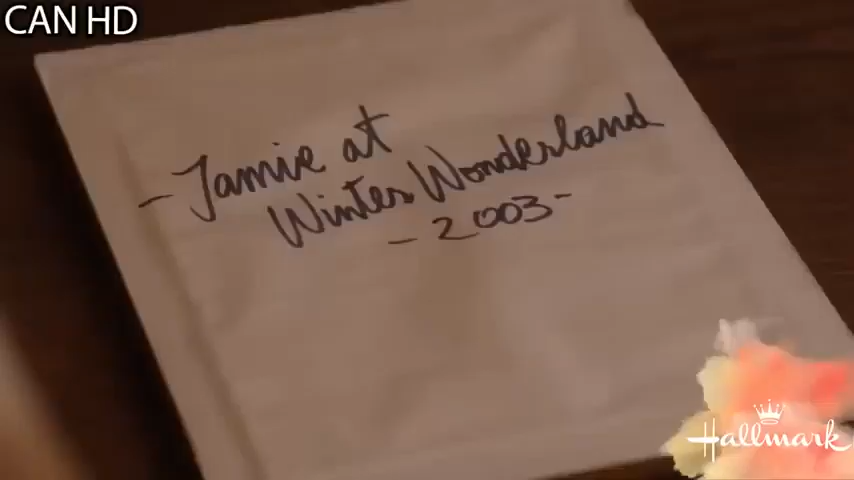 CAN HD
- Jamie at
Winter Wonderland
- 2003 -
Hallmark